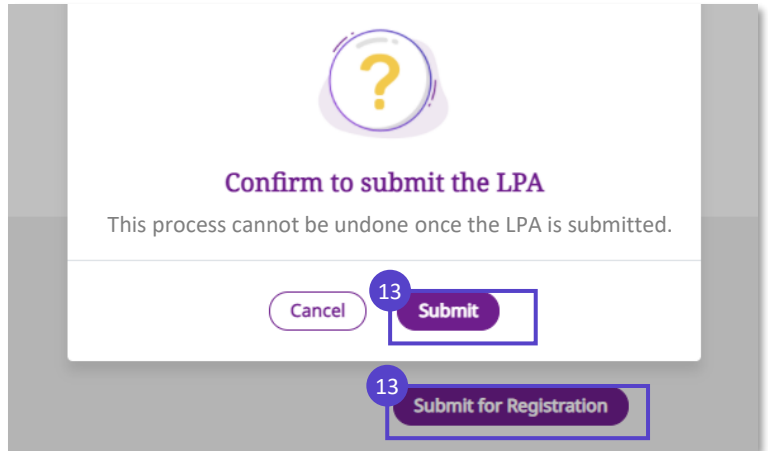 ?
Confirm to submit the LPA
This process cannot be undone once the LPA is submitted.
13
Cancel
Submit
13
Submit for Registration